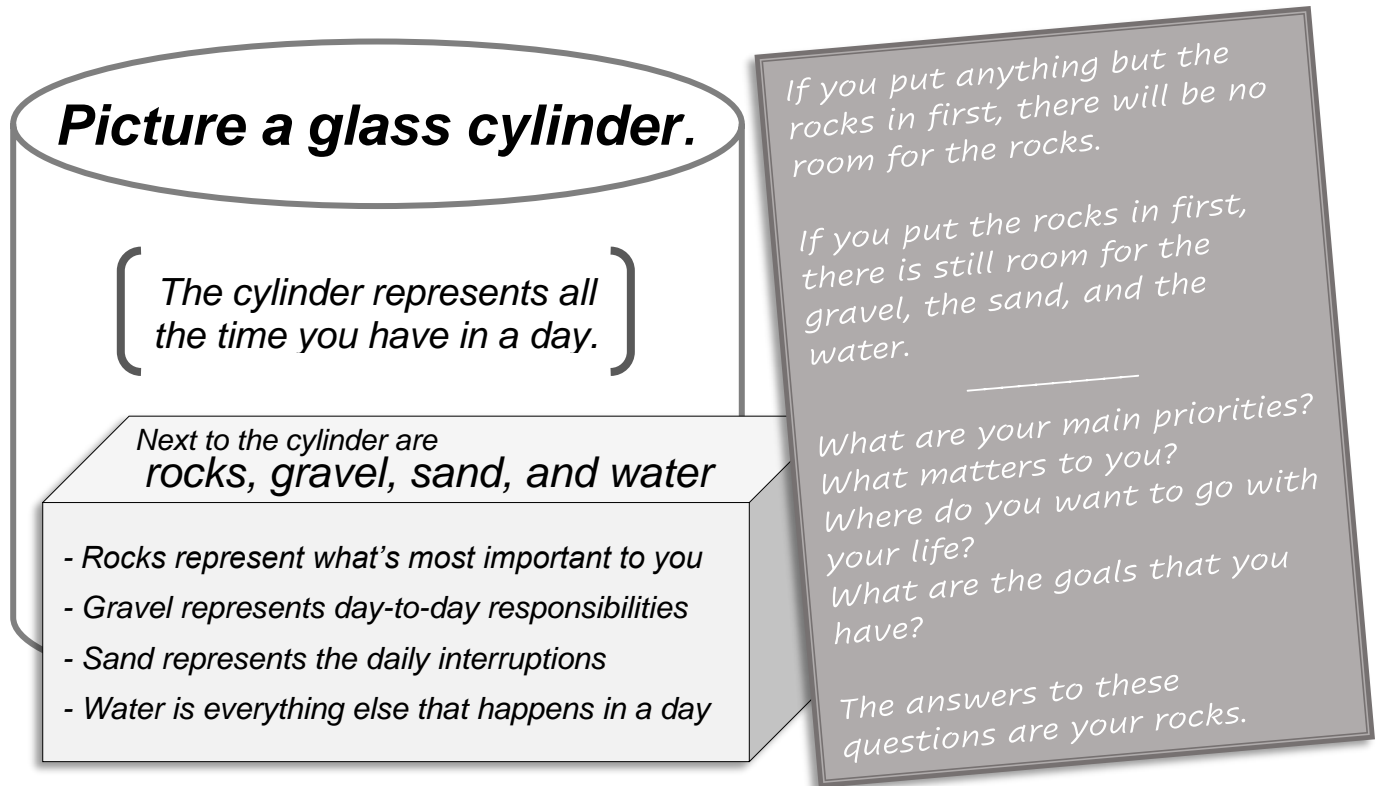 Picture a glass cylinder.
The cylinder represents all
the time you have in a day.
Next to the cylinder are
rocks, gravel, sand, and water
- Rocks represent what's most important to you
- Gravel represents day-to-day responsibilities
- Sand represents the daily interruptions
- Water is everything else that happens in a day
If you put anything but the
rocks in first, there will be no
room for the rocks.
If you put the rocks in first,
there is still room for the
gravel, the sand, and the
water.
What are your main priorities?
What matters to you?
Where do you want to go with
your life?
What are the goals that you
have?
The answers to these
questions are your rocks.